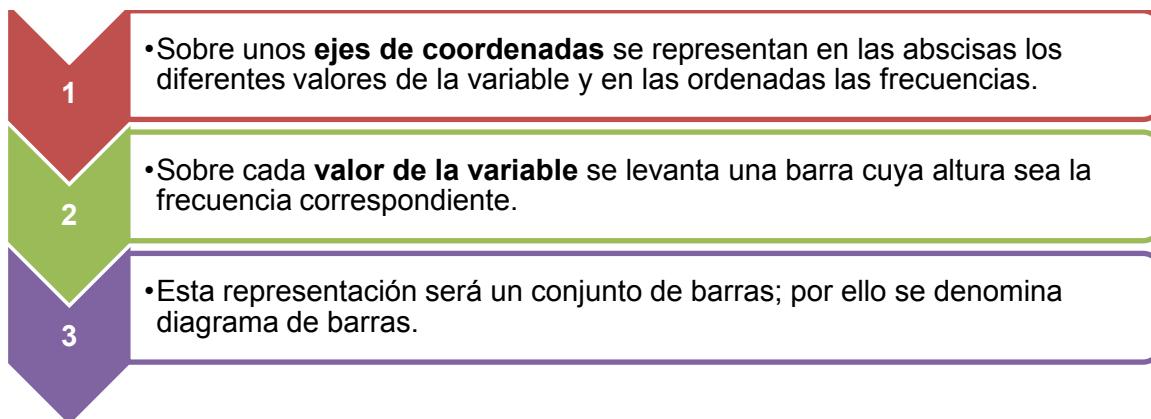 1
•Sobre unos ejes de coordenadas se representan en las abscisas los
diferentes valores de la variable y en las ordenadas las frecuencias.
2
•Sobre cada valor de la variable se levanta una barra cuya altura sea la
frecuencia correspondiente.
3
•Esta representación será un conjunto de barras; por ello se denomina
diagrama de barras.